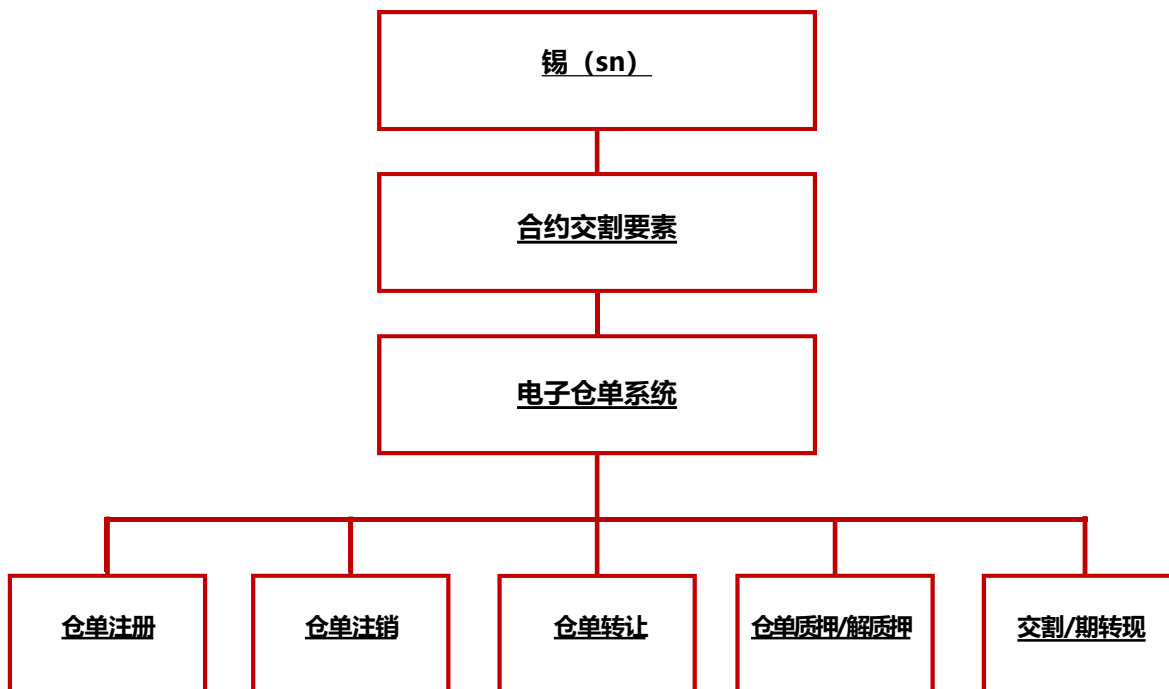 锡（sn）
合约交割要素
电子仓单系统
仓单注册
仓单注销
仓单转让
仓单质押/解质押
交割/期转现